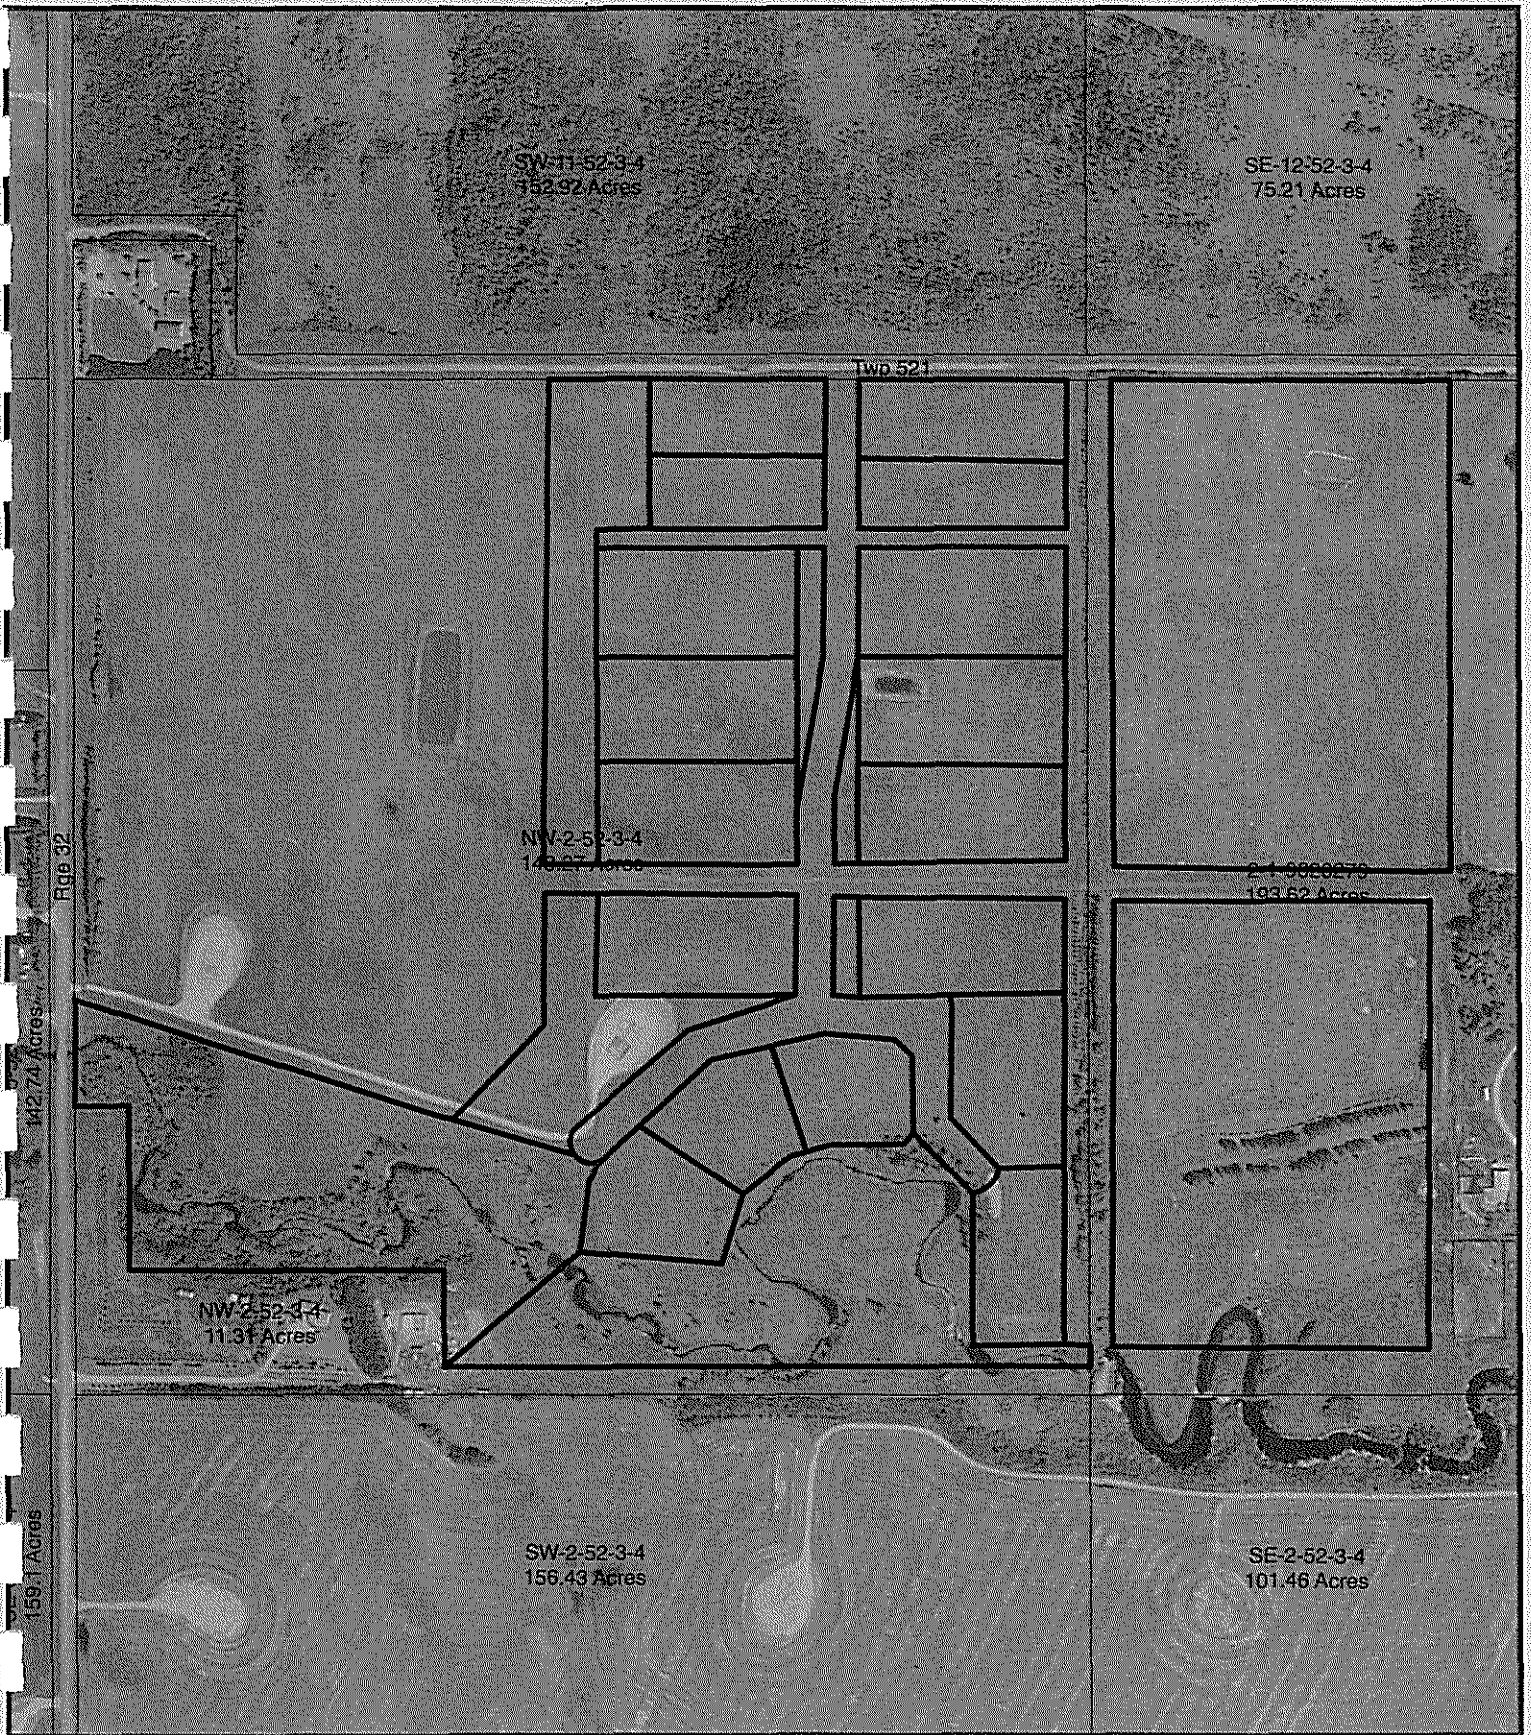 SW-11-52-3-4
152.92 Acres
SE-12-52-3-4
75.21 Acres
Twp 521
Rge 32
NW-2-52-3-4
193.62 Acres
142.74 Acres
NW-2-52-3-4
11.31 Acres
159.1 Acres
SW-2-52-3-4
156.43 Acres
SE-2-52-3-4
101.46 Acres